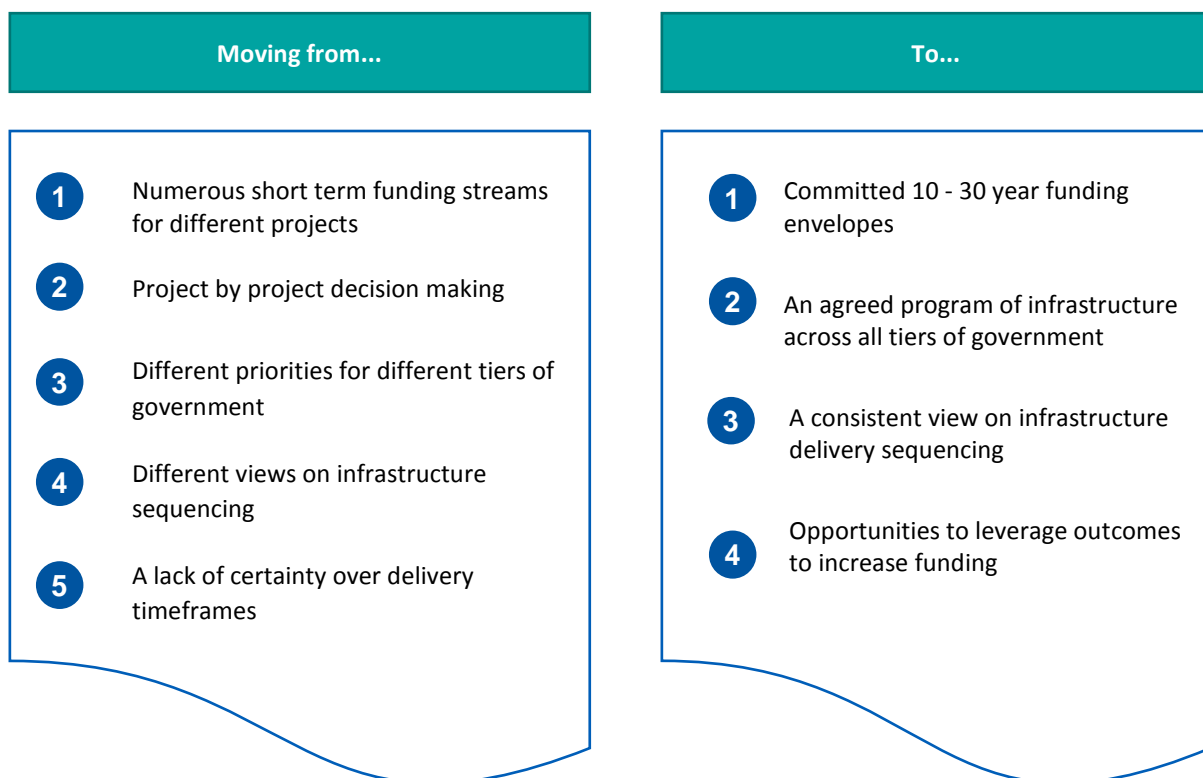 Moving from...
1 Numerous short term funding streams
for different projects
2 Project by project decision making
3 Different priorities for different tiers of
government
4 Different views on infrastructure
sequencing
5 A lack of certainty over delivery
timeframes
To...
1 Committed 10 - 30 year funding
envelopes
2 An agreed program of infrastructure
across all tiers of government
3 A consistent view on infrastructure
delivery sequencing
4 Opportunities to leverage outcomes
to increase funding